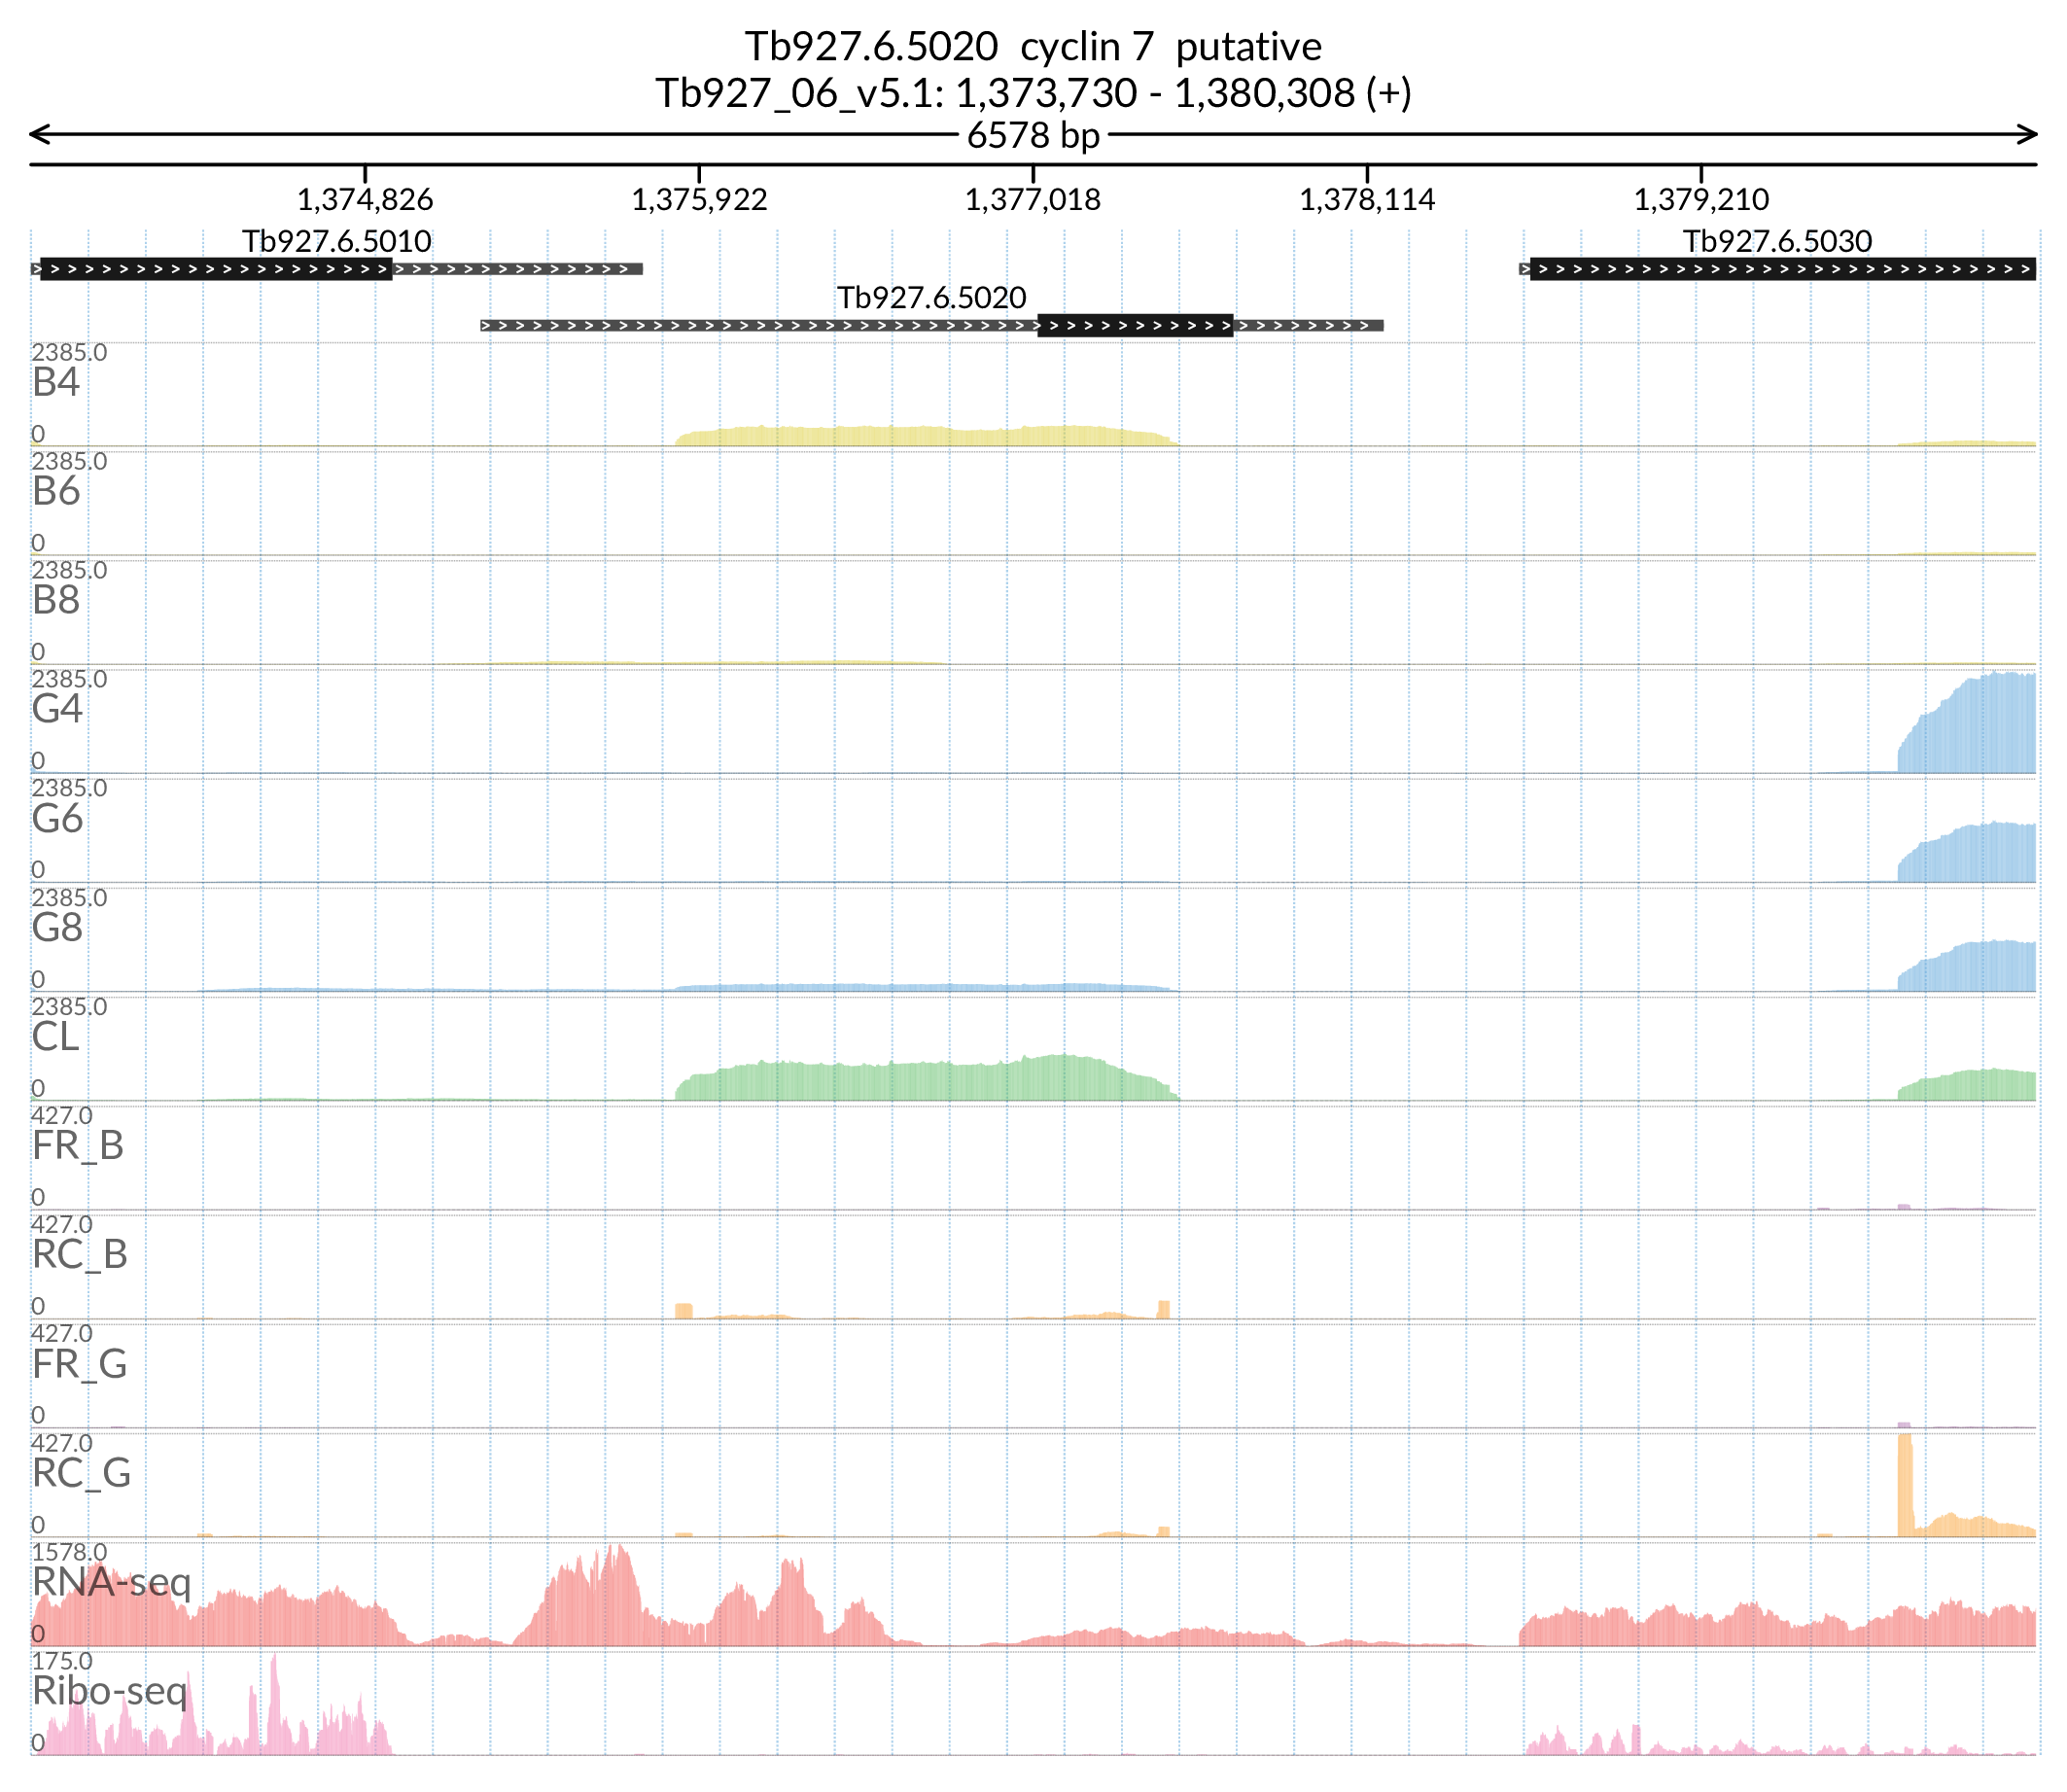 Tb927.6.5020 cyclin 7 putative
Tb927_06_v5.1: 1,373,730 - 1,380,308 (+)
6578 bp
1,374,826 1,375,922 1,377,018 1,378,114 1,379,210
Tb927.6.5010 Tb927.6.5030
Tb927.6.5020
2385.0
B4
0
2385.0
B6
0
2385.0
B8
0
2385.0
G4
0
2385.0
G6
0
2385.0
G8
0
2385.0
CL
0
427.0
FR_B
0
427.0
RC_B
0
427.0
FR_G
0
427.0
RC_G
0
1578.0
RNA-seq
0
175.0
Ribo-seq
0